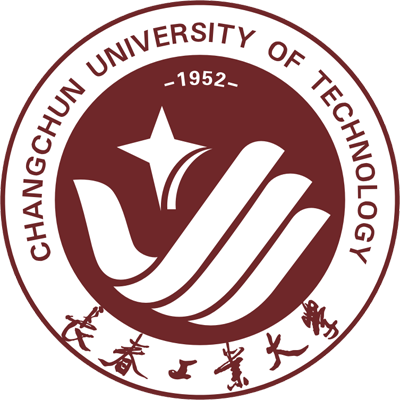 CHANGCHUN UNIVERSITY OF TECHNOLOGY
-1952-
长春工业大学